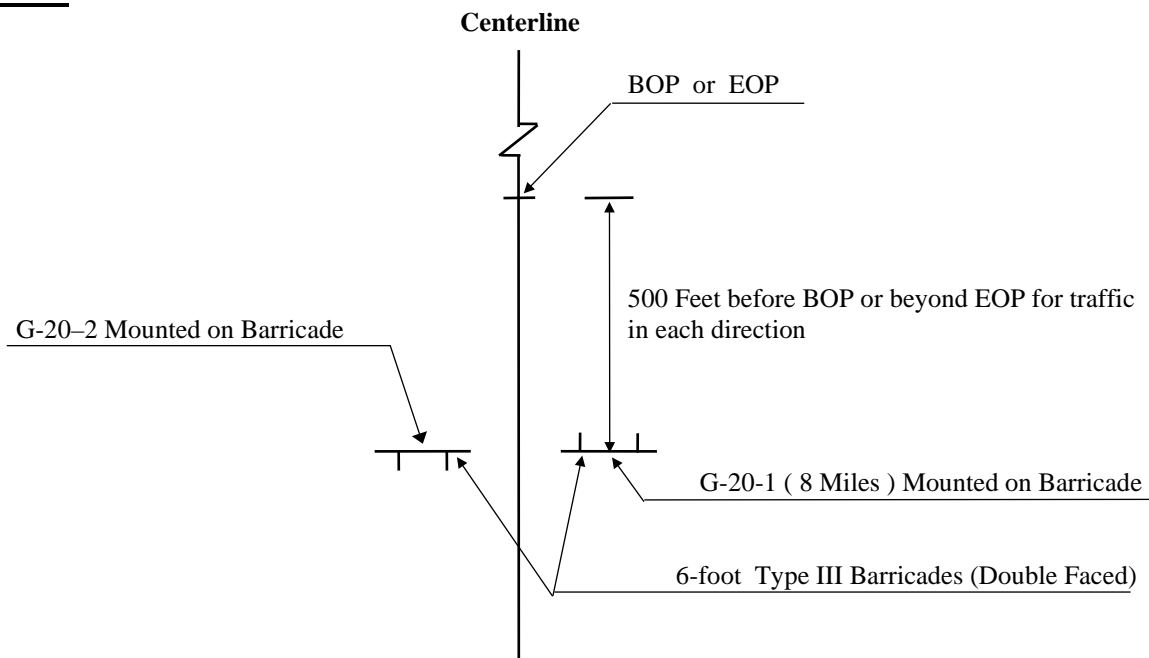 Centerline
BOP or EOP
500 Feet before BOP or beyond EOP for traffic
in each direction
G-20–2 Mounted on Barricade
G-20-1 ( 8 Miles ) Mounted on Barricade
6-foot Type III Barricades (Double Faced)